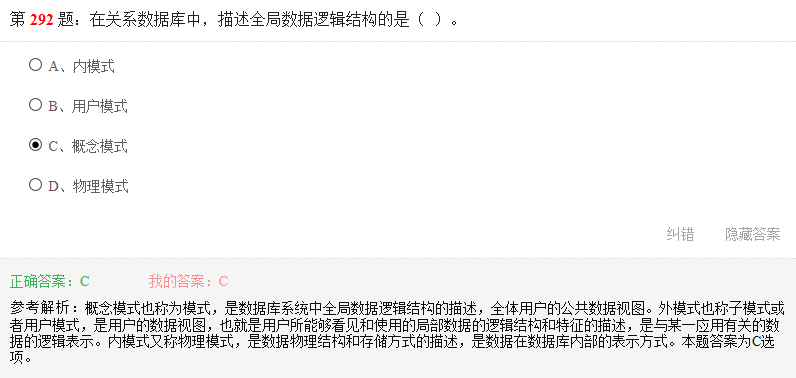 第 292 题：在关系数据库中，描述全局数据逻辑结构的是（ ）。
A、内模式
B、用户模式
C、概念模式
D、物理模式
纠错 隐藏答案
正确答案：C 我的答案：C
参考解析：概念模式也称为模式，是数据库系统中全局数据逻辑结构的描述，全体用户的公共数据视图。外模式也称子模式或
者用户模式，是用户的数据视图，也就是用户所能够看见和使用的局部数据的逻辑结构和特征的描述，是与某一应用有关的数
据的逻辑表示。内模式又称物理模式，是数据物理结构和存储方式的描述，是数据在数据库内部的表示方式。本题答案为C选
项。